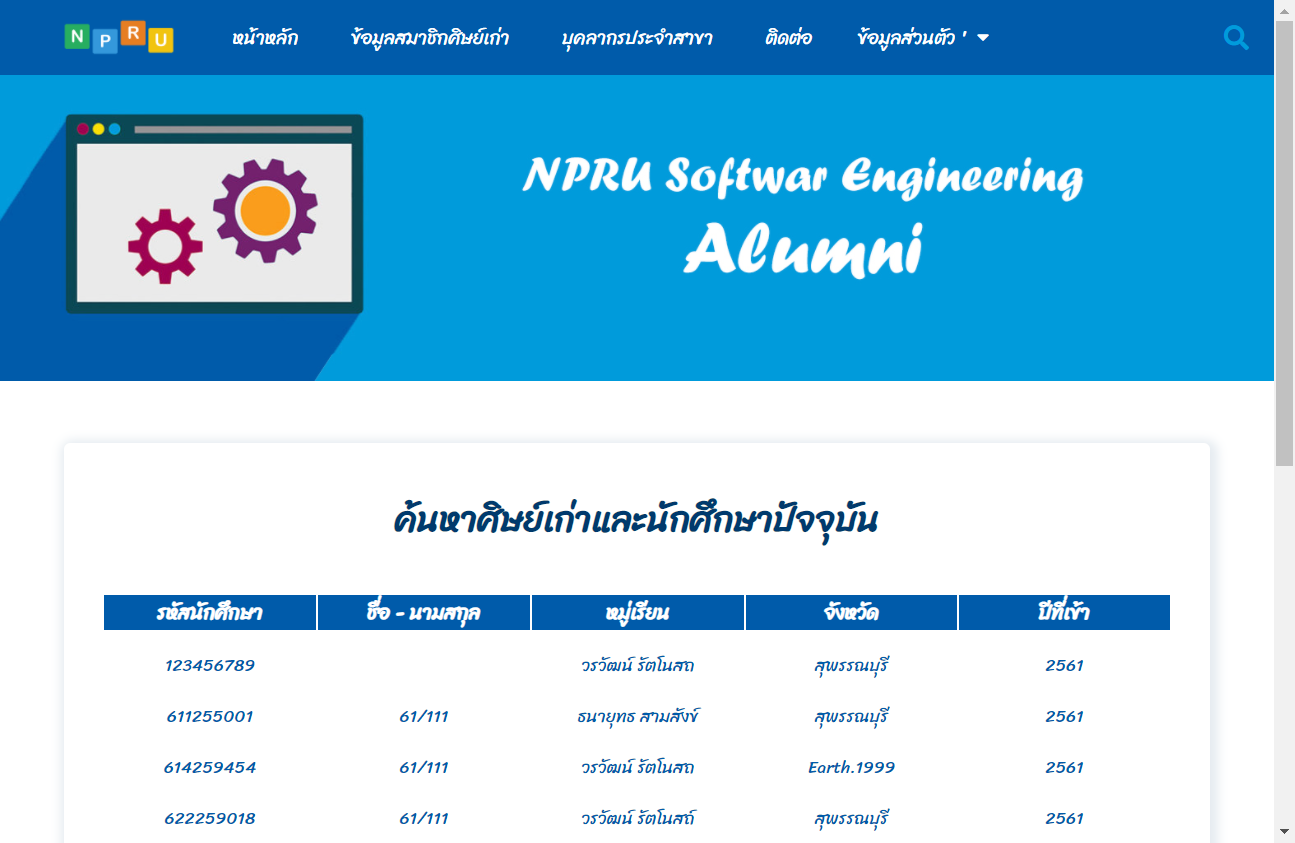 N P R U หน้าหลัก ข้อมูลสมาชิกศิษย์เก่า บุคลากรประจำสาขา ติดต่อ ข้อมูลส่วนตัว '
NPRU Softwar Engineering
Alumni
ค้นหาศิษย์เก่าและนักศึกษาปัจจุบัน
รหัสนักศึกษา ชื่อ - นามสกุล หมู่เรียน จังหวัด ปีที่เข้า
123456789 วรวัฒน์ รัตโนสถ สุพรรณบุรี 2561
611255001 61/111 ธนายุทธ สามสังข์ สุพรรณบุรี 2561
614259454 61/111 วรวัฒน์ รัตโนสถ Earth.1999 2561
622259018 61/111 วรวัฒน์ รัตโนสถ์ สุพรรณบุรี 2561